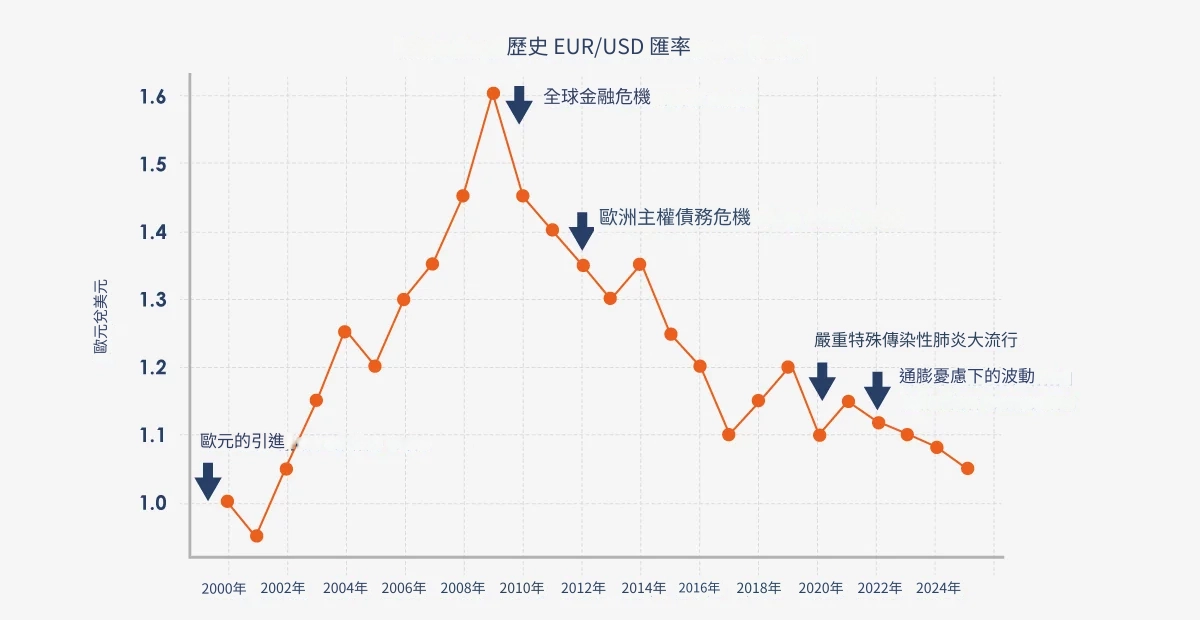 歷史 EUR/USD 匯率
1.6
全球金融危機
1.5
歐洲主權債務危機
1.4
歐元兌美元
1.3
嚴重特殊傳染性肺炎大流行
1.2
通膨憂慮下的波動
1.1
歐元的引進
1.0
2000年 2002年 2004年 2006年 2008年 2010年 2012年 2014年 2016年 2018年 2020年 2022年 2024年